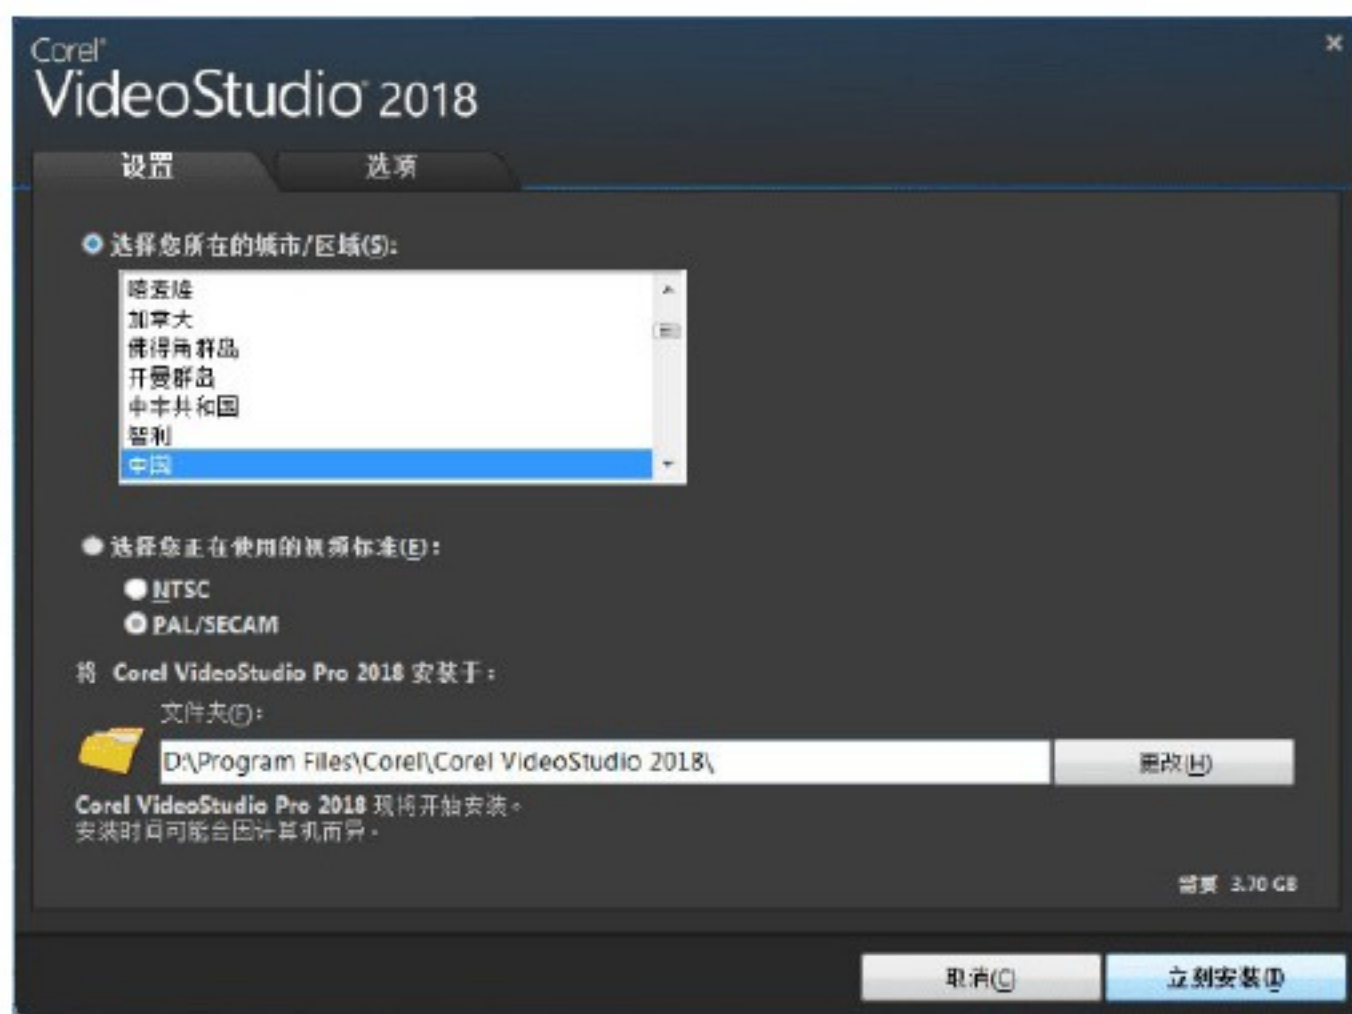 Corel®
VideoStudio® 2018
设置
选项
选择您所在的城市/区域(S):
喀麦隆
加拿大
佛得角群岛
开曼群岛
中非共和国
智利
中国
选择您正在使用的视频标准(E):
NTSC
PAL/SECAM
将 Corel VideoStudio Pro 2018 安装于:
文件夹(F):
D:\Program Files\Corel\Corel VideoStudio 2018\
更改(H)
Corel VideoStudio Pro 2018 现将开始安装。
安装时间可能会因计算机而异。
需要 3.70 GB
取消(C)
立刻安装(I)